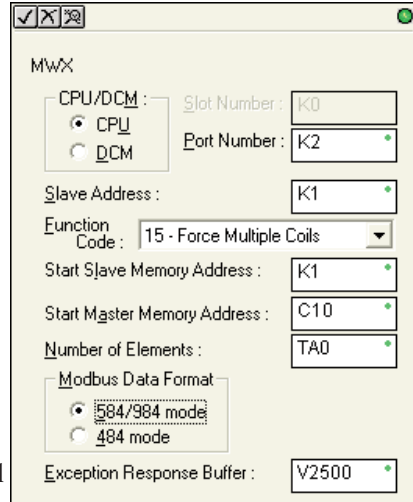 MWX
CPU/DCM :
CPU
DCM
Slot Number : K0
Port Number : K2
Slave Address : K1
Function Code : 15 - Force Multiple Coils
Start Slave Memory Address : K1
Start Master Memory Address : C10
Number of Elements : TA0
Modbus Data Format
584/984 mode
484 mode
Exception Response Buffer : V2500